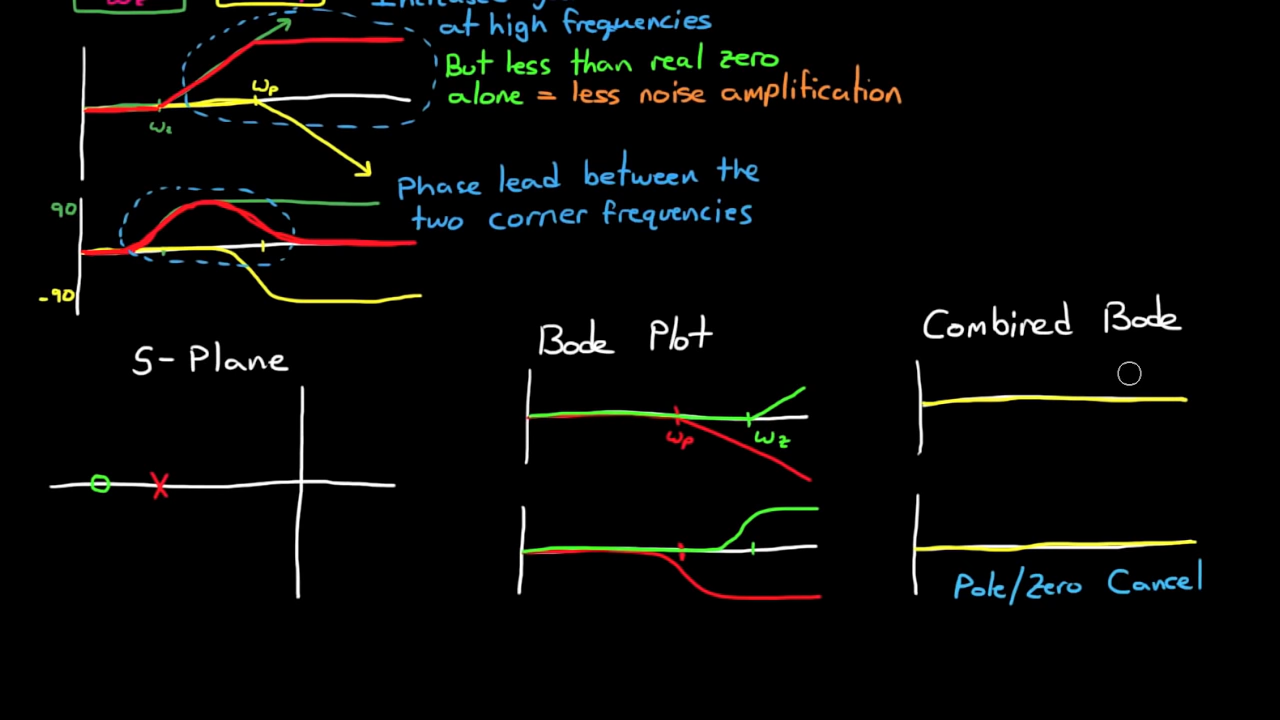 at high frequencies
But less than real zero
alone = less noise amplification
ωp
ωz
90
Phase lead between the
two corner frequencies
-90
S-Plane
Bode Plot
Combined Bode
ωp
ωz
Pole/Zero Cancel